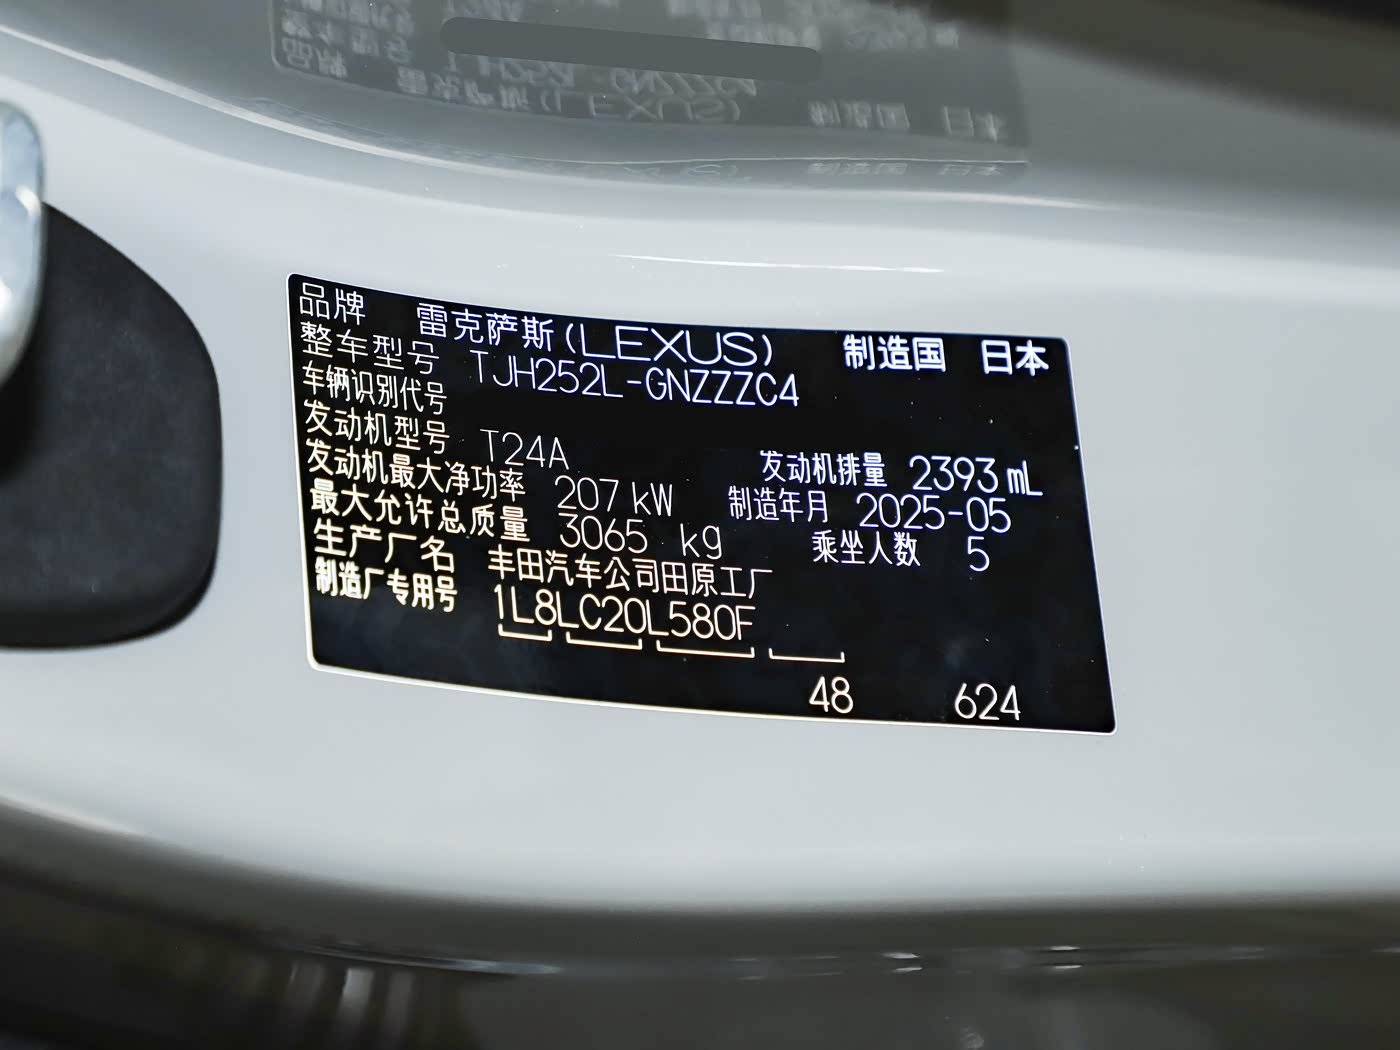 品牌 雷克萨斯(LEXUS) 制造国 日本
整车型号 TJH252L-GNZZZC4
车辆识别代号
发动机型号 T24A 发动机排量 2393 mL
发动机最大净功率 207 kW 制造年月 2025-05
最大允许总质量 3065 kg 乘坐人数 5
生产厂名 丰田汽车公司田原工厂
制造厂专用号 1L8LC20L580F
48 624